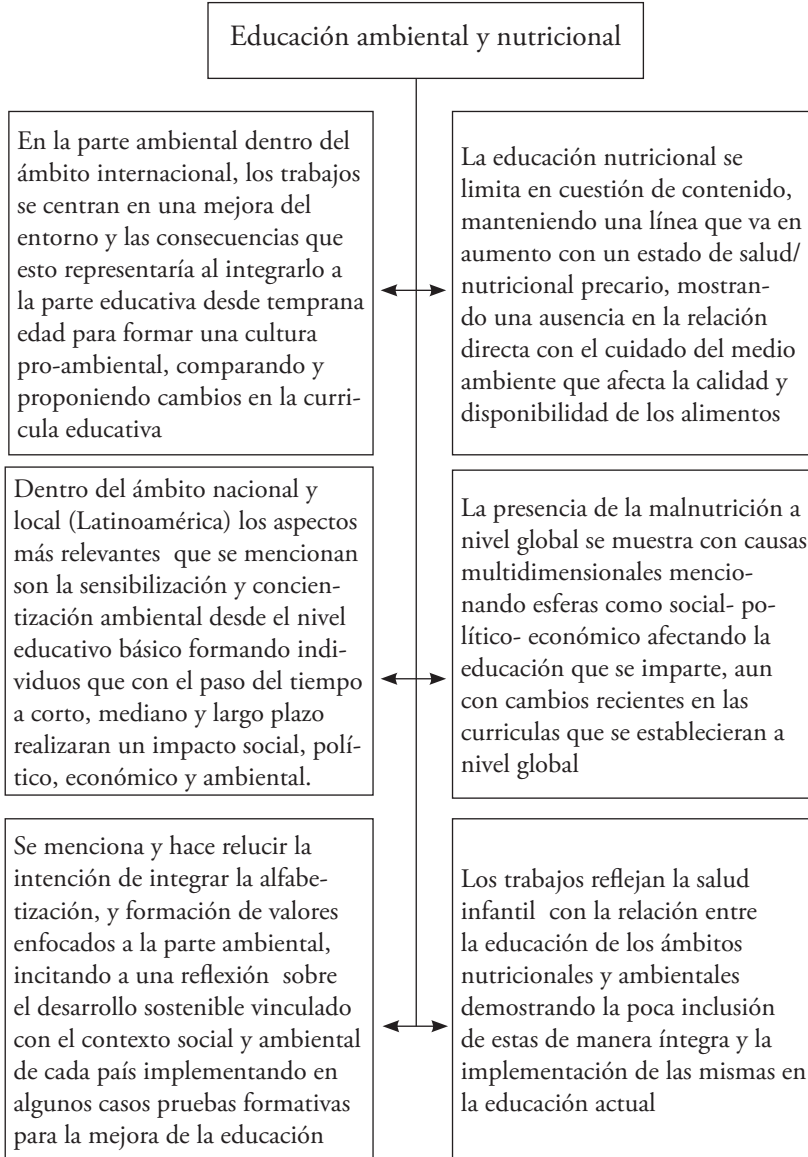 Educación ambiental y nutricional
En la parte ambiental dentro del
ámbito internacional, los trabajos
se centran en una mejora del
entorno y las consecuencias que
esto representaría al integrarlo a
la parte educativa desde temprana
edad para formar una cultura
pro-ambiental, comparando y
proponiendo cambios en la curri-
cula educativa
La educación nutricional se
limita en cuestión de contenido,
manteniendo una línea que va en
aumento con un estado de salud/
nutricional precario, mostran-
do una ausencia en la relación
directa con el cuidado del medio
ambiente que afecta la calidad y
disponibilidad de los alimentos
Dentro del ámbito nacional y
local (Latinoamérica) los aspectos
más relevantes que se mencionan
son la sensibilización y concien-
tización ambiental desde el nivel
educativo básico formando indi-
viduos que con el paso del tiempo
a corto, mediano y largo plazo
realizaran un impacto social, polí-
tico, económico y ambiental.
La presencia de la malnutrición a
nivel global se muestra con causas
multidimensionales mencio-
nando esferas como social- po-
lítico- económico afectando la
educación que se imparte, aun
con cambios recientes en las
curriculas que se establecieran a
nivel global
Se menciona y hace relucir la
intención de integrar la alfabe-
tización, y formación de valores
enfocados a la parte ambiental,
incitando a una reflexión sobre
el desarrollo sostenible vinculado
con el contexto social y ambiental
de cada país implementando en
algunos casos pruebas formativas
para la mejora de la educación
Los trabajos reflejan la salud
infantil con la relación entre
la educación de los ámbitos
nutricionales y ambientales
demostrando la poca inclusión
de estas de manera íntegra y la
implementación de las mismas en
la educación actual